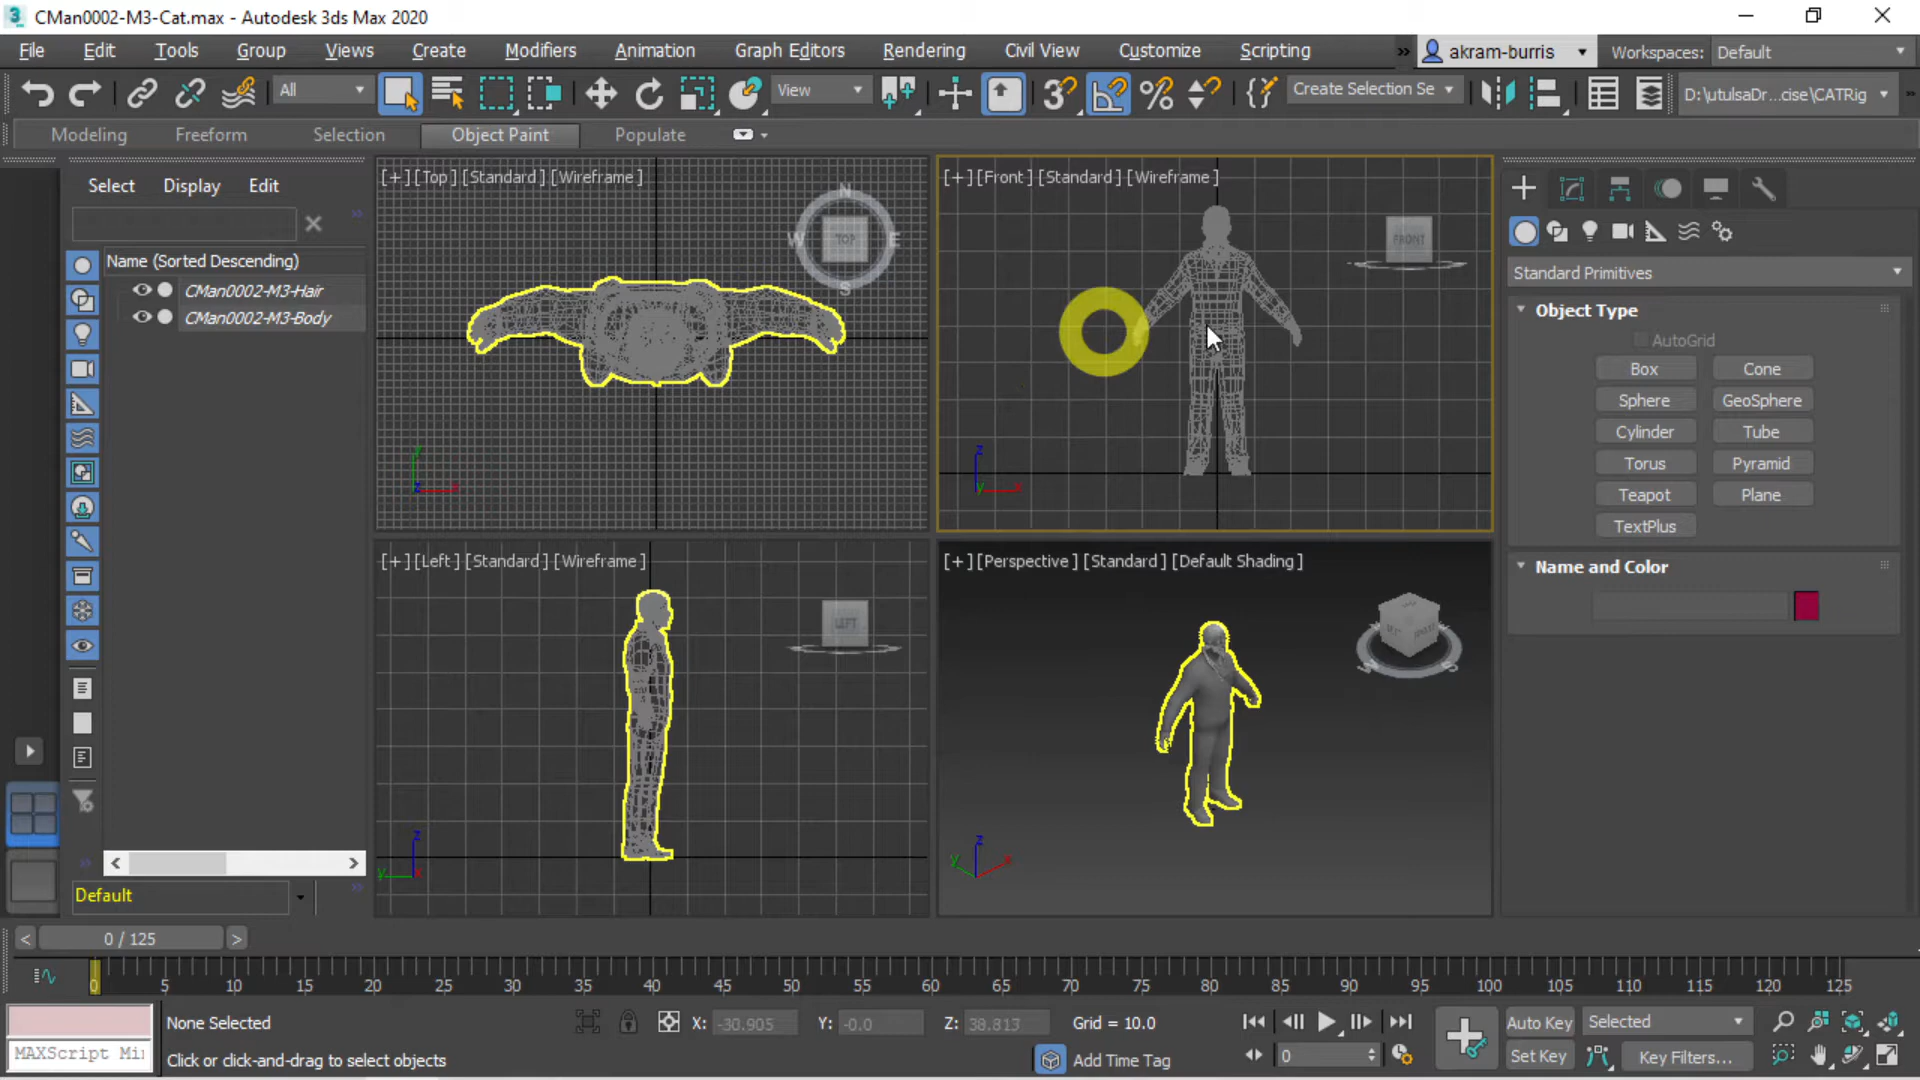 CMan0002-M3-Cat.max - Autodesk 3ds Max 2020
File Edit Tools Group Views Create Modifiers Animation Graph Editors Rendering Civil View Customize Scripting » akram-burris Workspaces: Default
All View 3 Create Selection Se D:\utulsaDr...cise\CATRig
Modeling Freeform Selection Object Paint Populate
Select Display Edit
Name (Sorted Descending)
CMan0002-M3-Hair
CMan0002-M3-Body
Default
[+] [Top] [Standard] [Wireframe]
N
W TOP E
S
y
z x
[+] [Front] [Standard] [Wireframe]
FRONT
z
y x
[+] [Left] [Standard] [Wireframe]
LEFT
z
y x
[+] [Perspective] [Standard] [Default Shading]
W S
z
y x
Standard Primitives
Object Type
AutoGrid
Box Cone
Sphere GeoSphere
Cylinder Tube
Torus Pyramid
Teapot Plane
TextPlus
Name and Color
< 0 / 125 >
0 5 10 15 20 25 30 35 40 45 50 55 60 65 70 75 80 85 90 95 100 105 110 115 120 125
None Selected X: -30.905 Y: -0.0 Z: 38.813 Grid = 10.0 Auto Key Selected
MAXScript Mi Click or click-and-drag to select objects Add Time Tag 0 Set Key Key Filters...